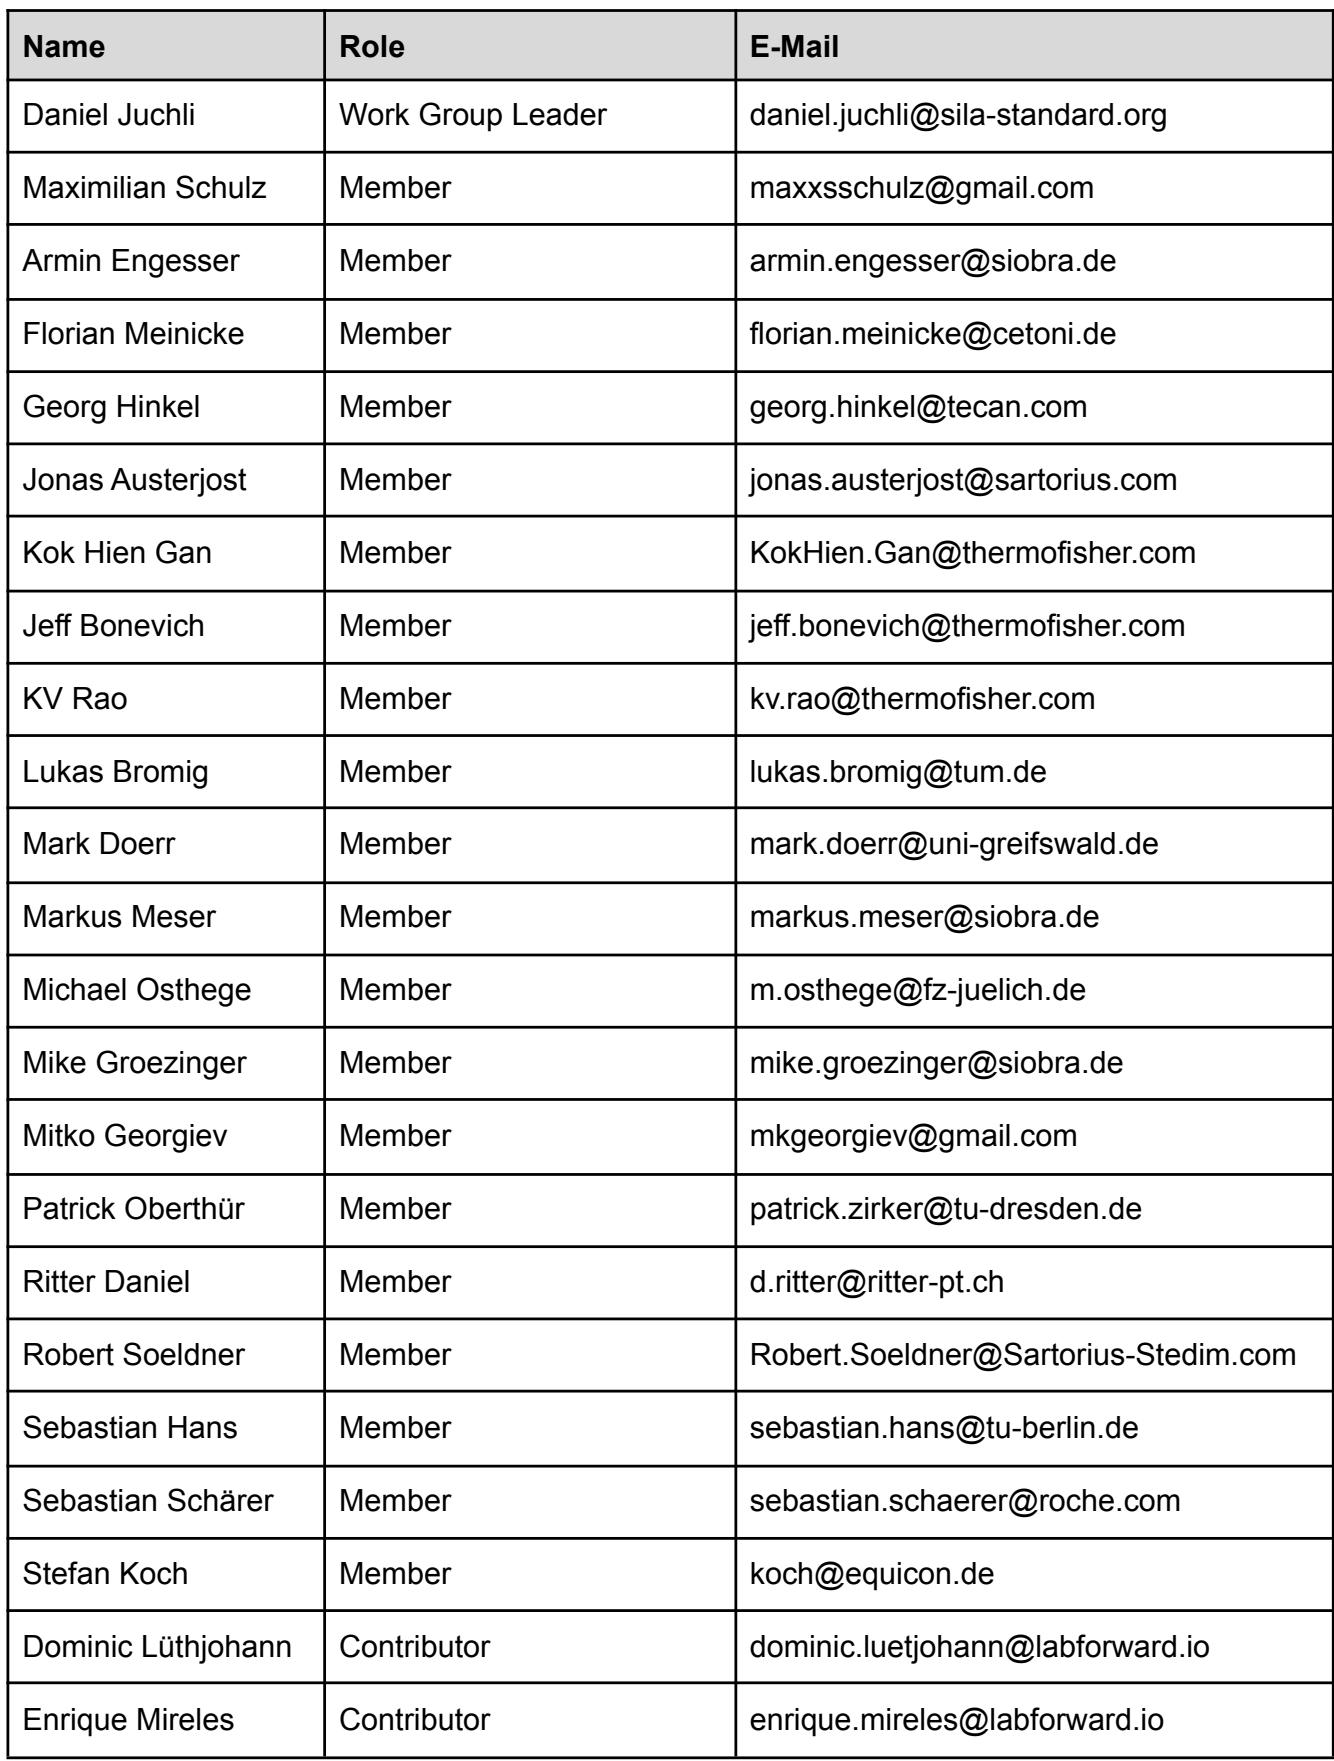 Name Role E-Mail
Daniel Juchli Work Group Leader daniel.juchli@sila-standard.org
Maximilian Schulz Member maxxsschulz@gmail.com
Armin Engesser Member armin.engesser@siobra.de
Florian Meinicke Member florian.meinicke@cetoni.de
Georg Hinkel Member georg.hinkel@tecan.com
Jonas Austerjost Member jonas.austerjost@sartorius.com
Kok Hien Gan Member KokHien.Gan@thermofisher.com
Jeff Bonevich Member jeff.bonevich@thermofisher.com
KV Rao Member kv.rao@thermofisher.com
Lukas Bromig Member lukas.bromig@tum.de
Mark Doerr Member mark.doerr@uni-greifswald.de
Markus Meser Member markus.meser@siobra.de
Michael Osthege Member m.osthege@fz-juelich.de
Mike Groezinger Member mike.groezinger@siobra.de
Mitko Georgiev Member mkgeorgiev@gmail.com
Patrick Oberthür Member patrick.zirker@tu-dresden.de
Ritter Daniel Member d.ritter@ritter-pt.ch
Robert Soeldner Member Robert.Soeldner@Sartorius-Stedim.com
Sebastian Hans Member sebastian.hans@tu-berlin.de
Sebastian Schärer Member sebastian.schaerer@roche.com
Stefan Koch Member koch@equicon.de
Dominic Lüthjohann Contributor dominic.luetjohann@labforward.io
Enrique Mireles Contributor enrique.mireles@labforward.io